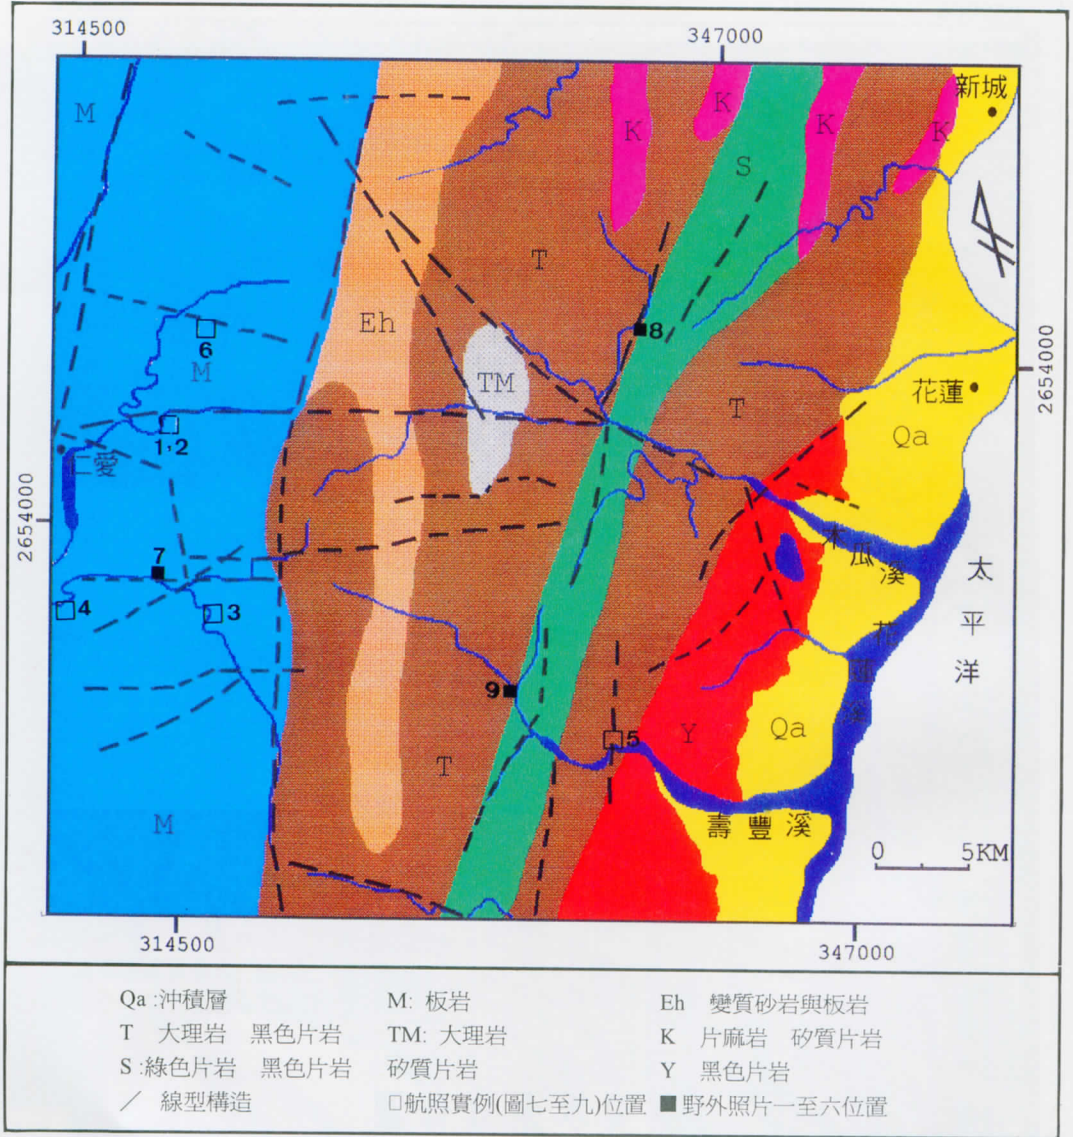 314500
347000
新城
M
K
K
K
K
S
T
Eh
6
M
8
TM
T
花蓮
Qa
2654000
1,2
仁愛
2654000
7
4
3
木瓜溪
太平洋
花蓮溪
9
5
Y
Qa
T
M
壽豐溪
0 5KM
314500
347000
Qa :沖積層 M: 板岩 Eh 變質砂岩與板岩
T 大理岩 黑色片岩 TM: 大理岩 K 片麻岩 矽質片岩
S :綠色片岩 黑色片岩 矽質片岩 Y 黑色片岩
/ 線型構造 □航照實例(圖七至九)位置 ■野外照片一至六位置